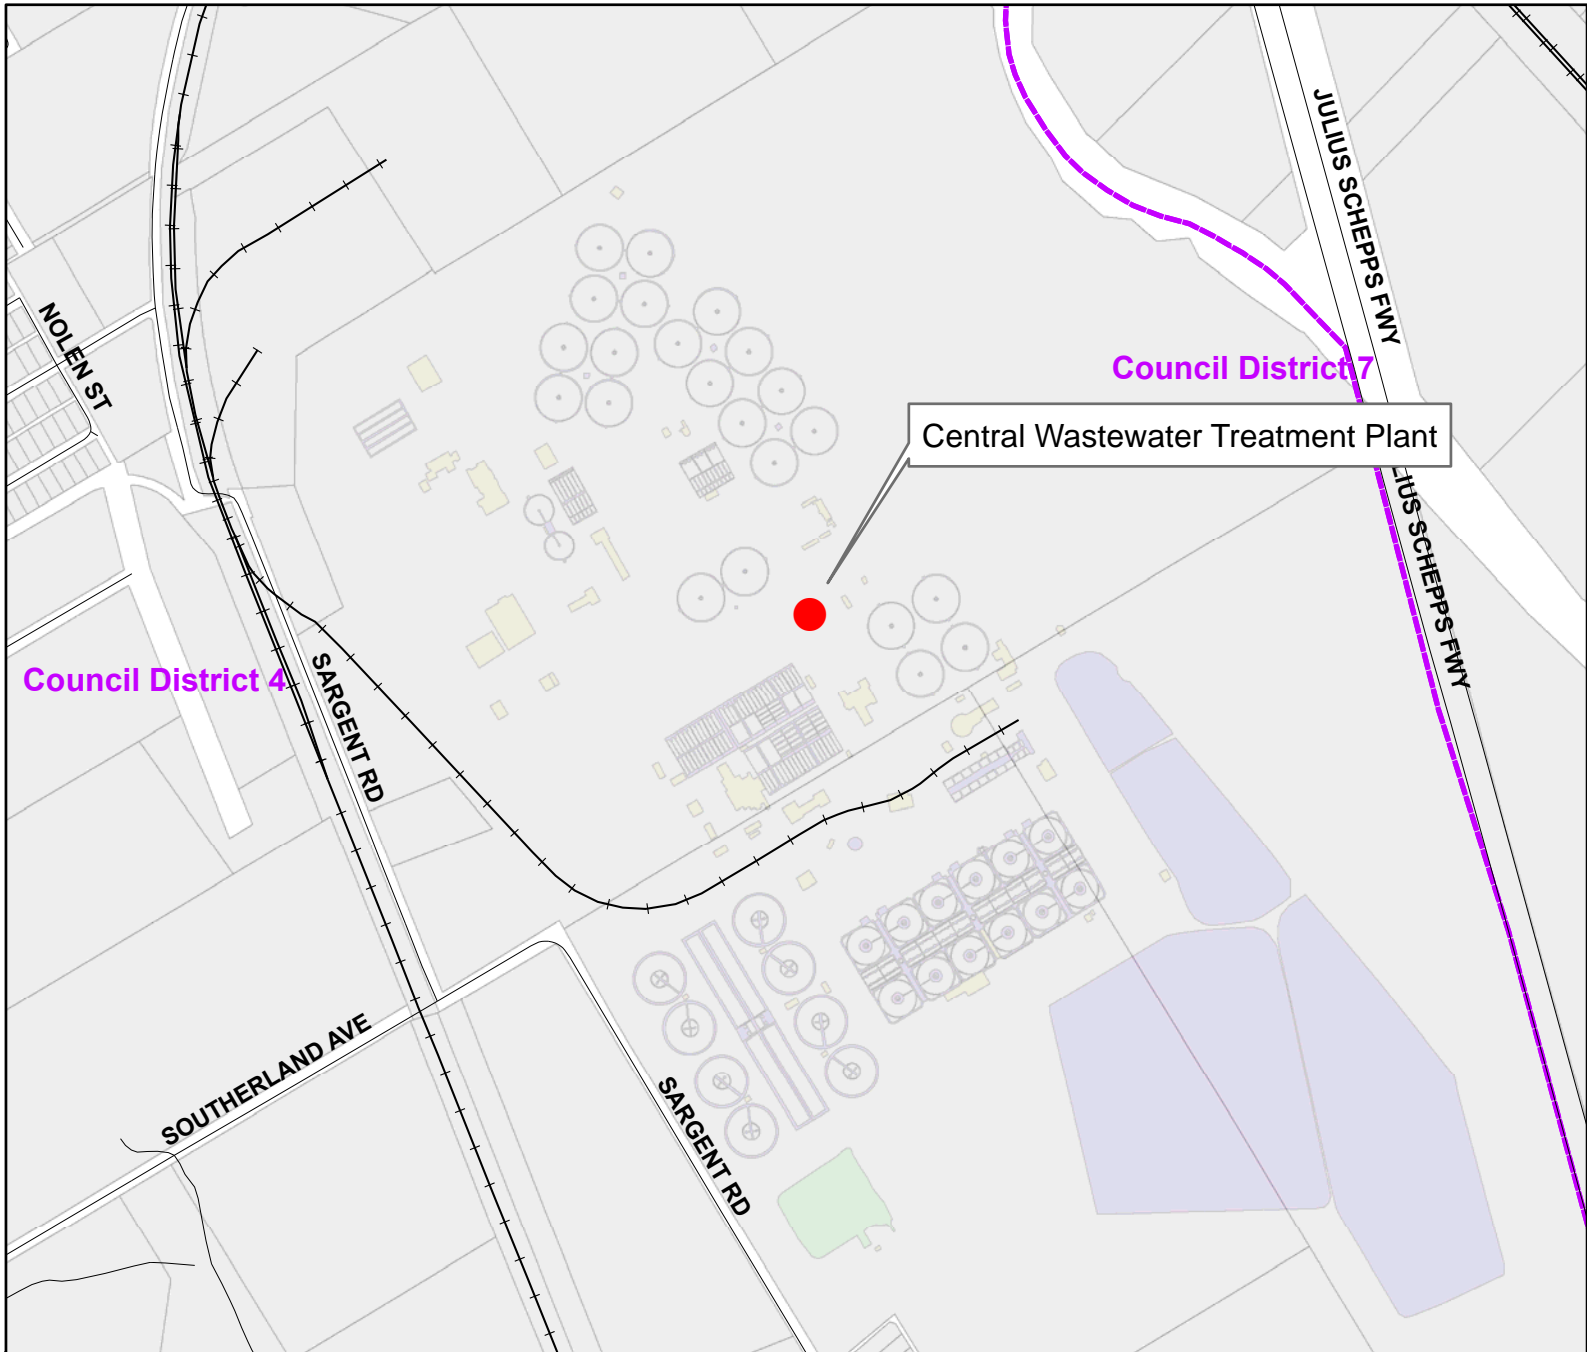 JULIUS SCHEPPS FWY
NOLEN ST
Council District 7
Central Wastewater Treatment Plant
LIUS SCHEPPS FWY
Council District 4
SARGENT RD
SOUTHERLAND AVE
SARGENT RD